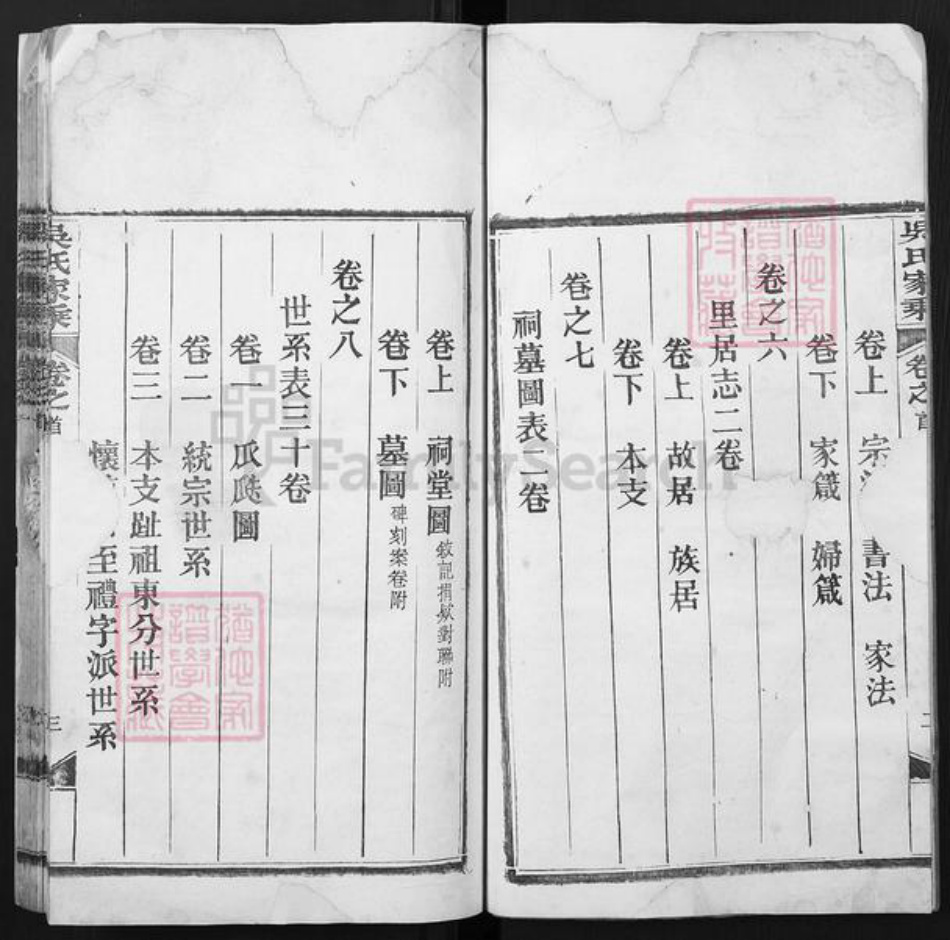 吳氏家乘
卷之首
二
卷上 宗 書法 家法
卷下 家箴 婦箴
卷之六
里居志二卷
卷上 故居 族居
卷下 本支
卷之七
祠墓圖表二卷
卷上 祠堂圖 敘記捐歘對聯附
卷下 墓圖 碑刻案卷附
卷之八
世系表三十卷
卷一 瓜瓞圖
卷二 統宗世系
卷三 本支趾祖東分世系
懷 至禮字派世系
吳氏家乘
卷之首
三
FamilySearch